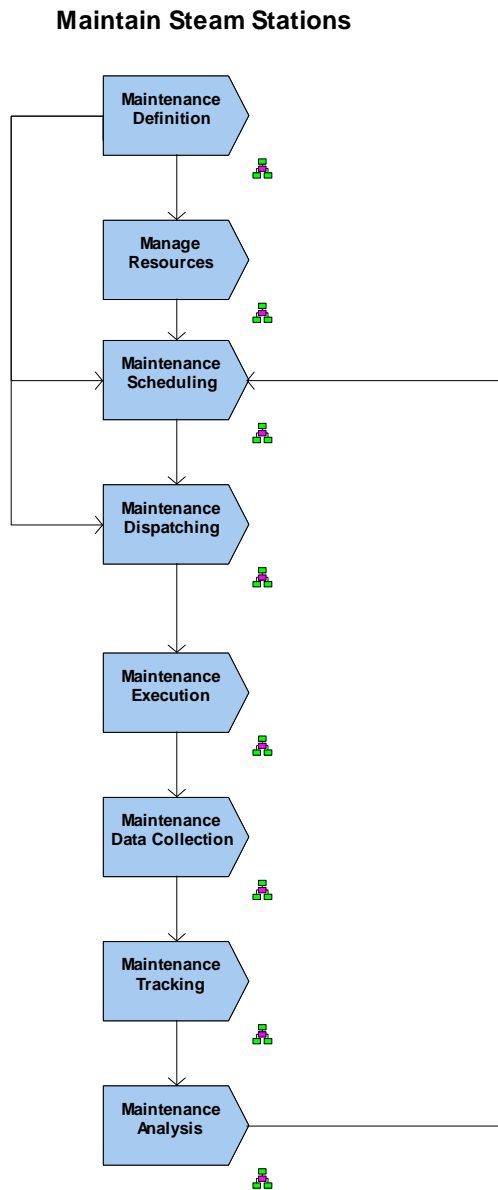 Maintain Steam Stations
Maintenance
Definition
Manage
Resources
Maintenance
Scheduling
Maintenance
Dispatching
Maintenance
Execution
Maintenance
Data Collection
Maintenance
Tracking
Maintenance
Analysis